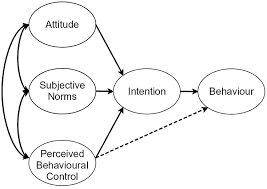 Attitude
Subjective
Norms
Intention
Behaviour
Perceived
Behavioural
Control